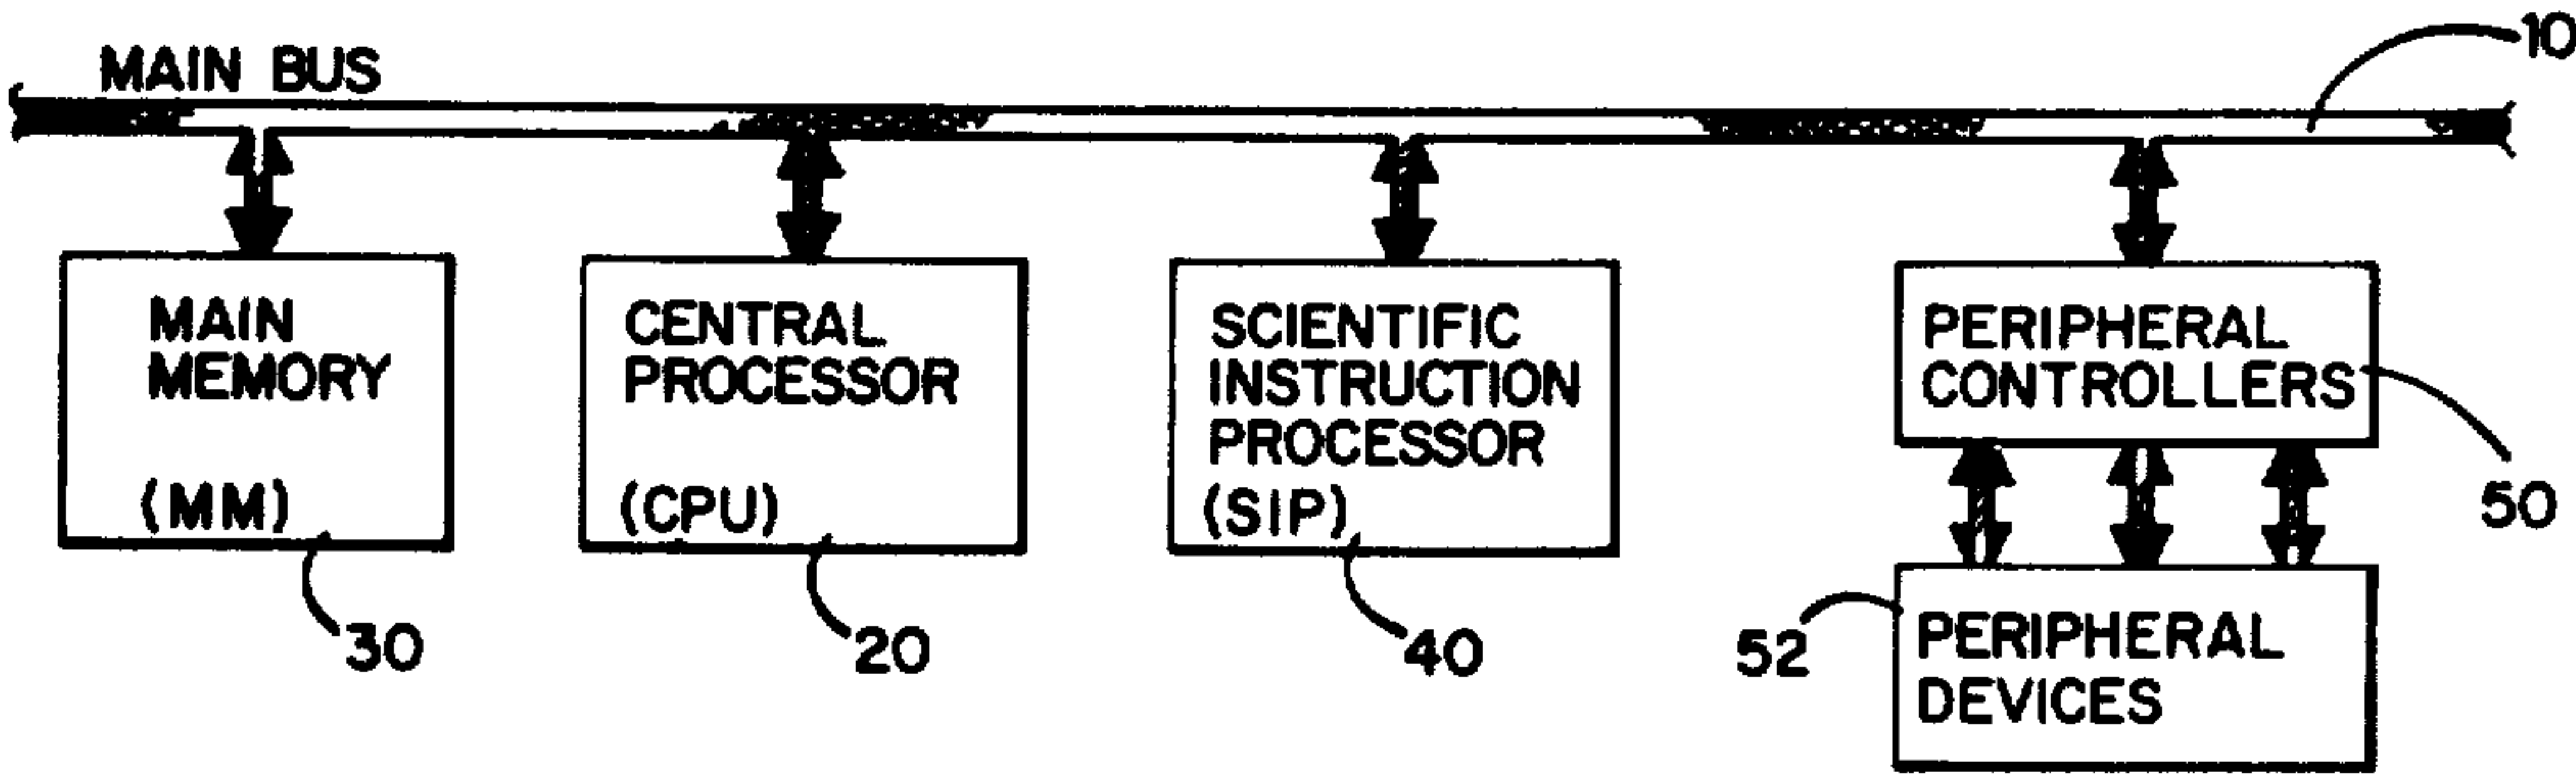 MAIN BUS
10
MAIN
MEMORY
(MM)
30
CENTRAL
PROCESSOR
(CPU)
20
SCIENTIFIC
INSTRUCTION
PROCESSOR
(SIP)
40
PERIPHERAL
CONTROLLERS
50
52
PERIPHERAL
DEVICES